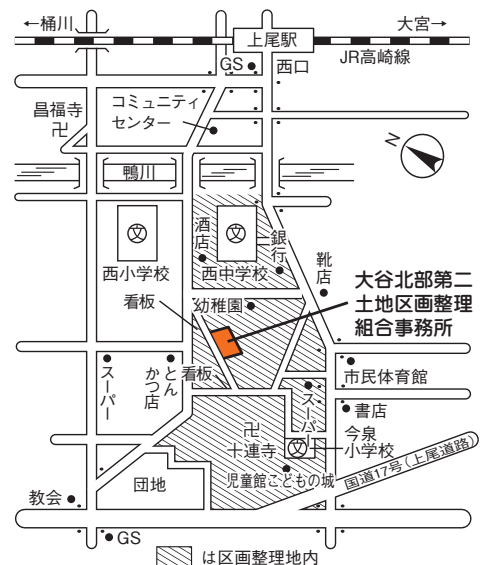 ←桶川
大宮→
上尾駅
JR高崎線
GS
西口
コミュニティ
センター
昌福寺
卍
N
鴨川
文
文
酒店
銀行
西小学校
西中学校
靴店
看板
幼稚園
大谷北部第二
土地区画整理
組合事務所
スーパー
とん
かつ店
看板
スーパー
市民体育館
書店
卍
十連寺
文
今泉
小学校
児童館こどもの城
国道17号(上尾道路)
団地
教会
GS
は区画整理地内